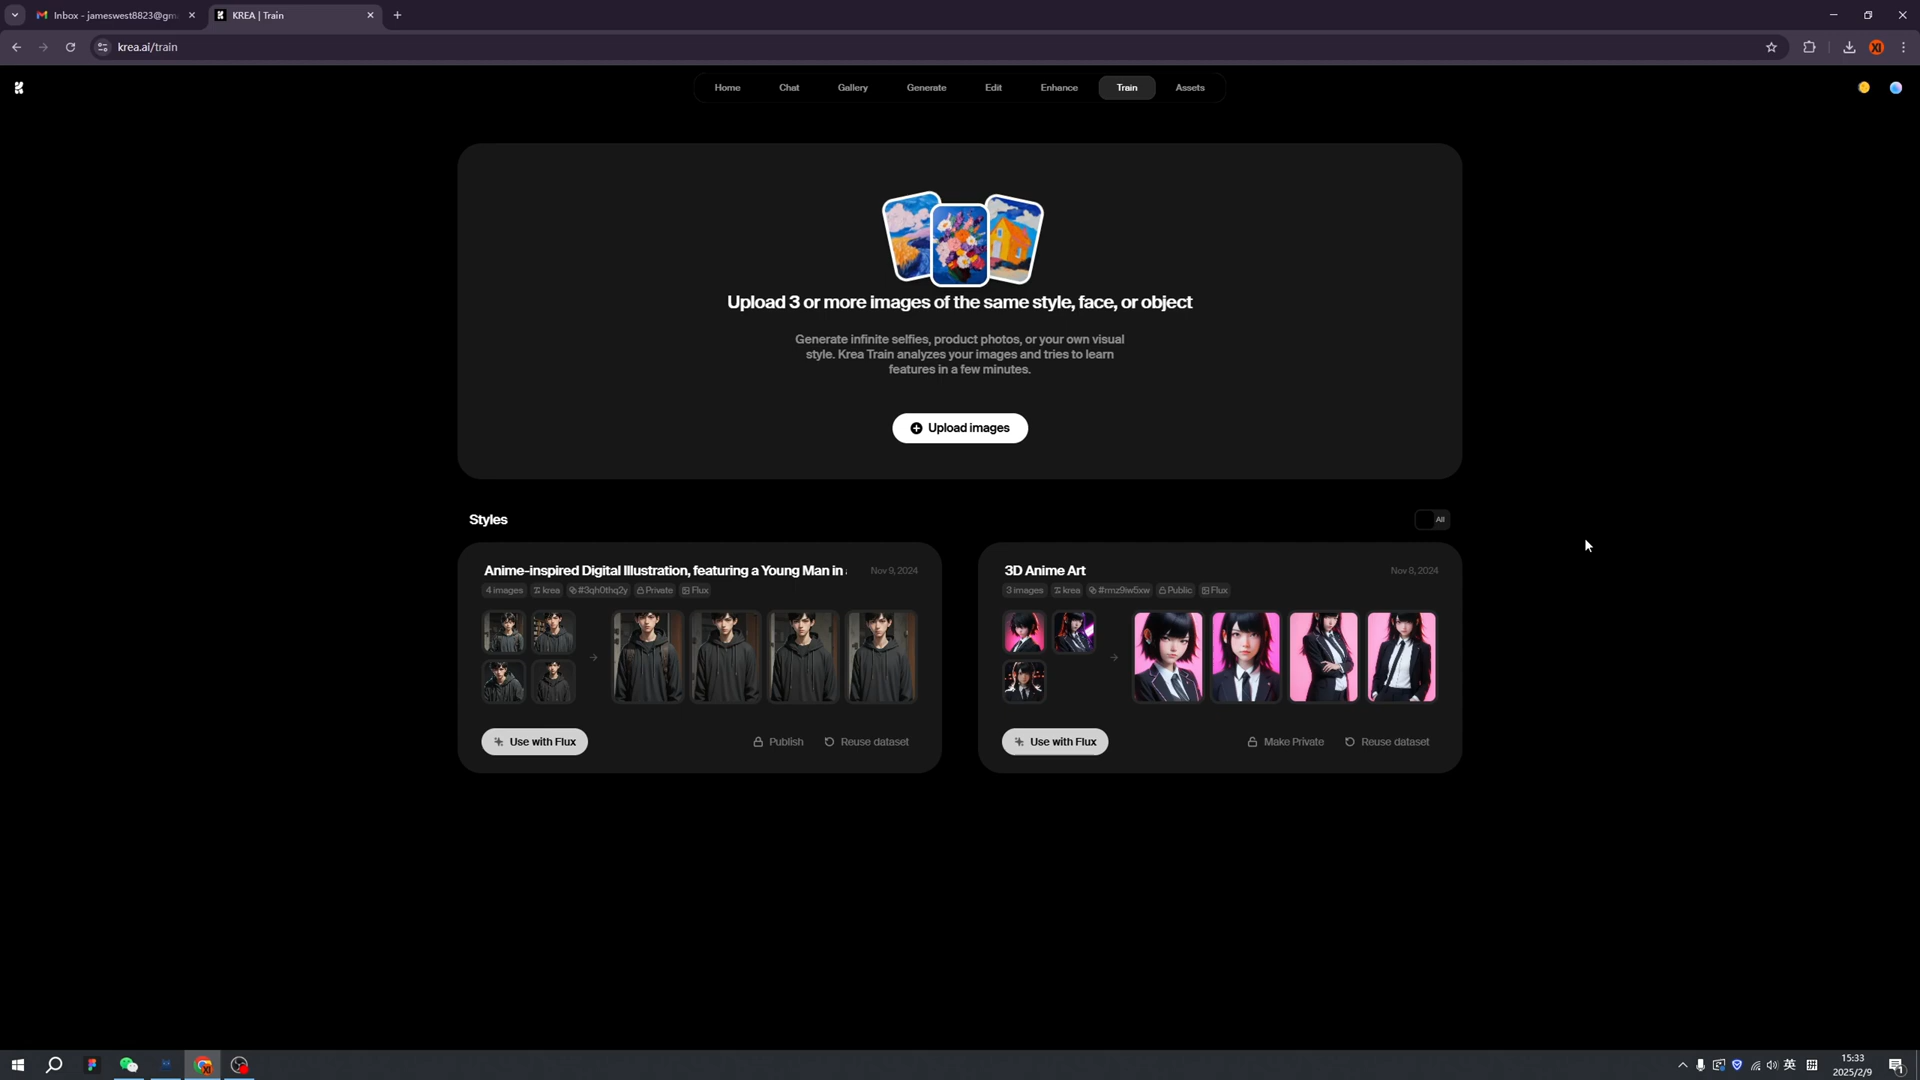 Inbox - jameswest8823@gm
KREA | Train
krea.ai/train
XI
Home Chat Gallery Generate Edit Enhance Train Assets
Upload 3 or more images of the same style, face, or object
Generate infinite selfies, product photos, or your own visual
style. Krea Train analyzes your images and tries to learn
features in a few minutes.
Upload images
Styles
All
Anime-inspired Digital Illustration, featuring a Young Man in
Nov 9, 2024
4 images krea #3qh0thq2y Private Flux
Use with Flux
Publish
Reuse dataset
3D Anime Art
Nov 8, 2024
3 images krea #rmz9iw5xw Public Flux
Use with Flux
Make Private
Reuse dataset
英
15:33
2025/2/9
1